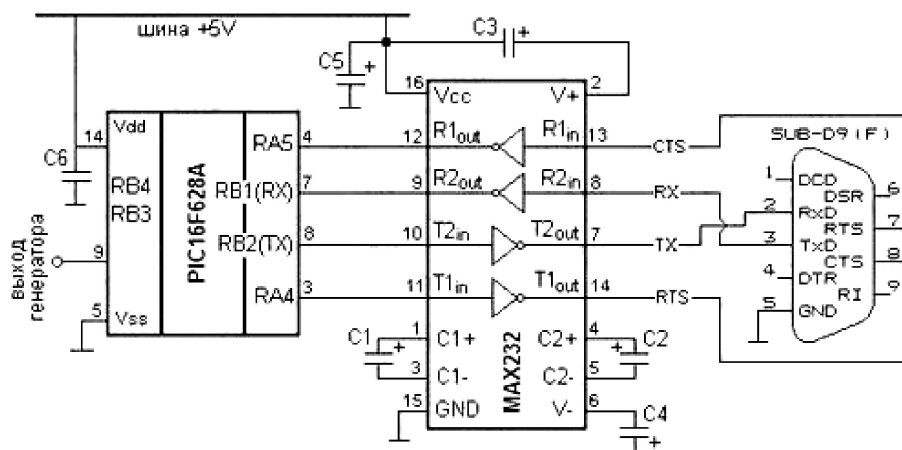 шина +5V
C3 +
C5 +
16 Vcc V+ 2
14 Vdd RA5 4 12 R1out R1in 13 CTS
SUB-D9 (F)
C6 RB4 RB1(RX) 7 9 R2out R2in 8 RX
RB3
PIC16F628A
RB2(TX) 8 10 T2in T2out 7 TX
выход генератора 9
5 Vss RA4 3 11 T1in T1out 14 RTS
1 DCD
DSR 6
2 RxD
RTS 7
3 TxD
CTS 8
4 DTR
RI 9
5 GND
C1 + 1 C1+ C2+ 4 + C2
3 C1- C2- 5
MAX232
15 GND V- 6 C4 +